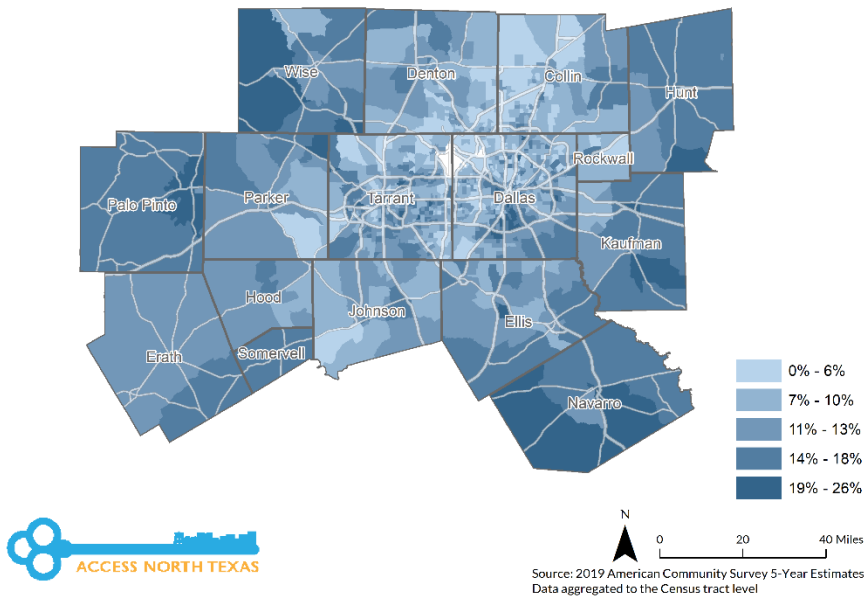 Wise
Denton
Collin
Hunt
Rockwall
Palo Pinto
Parker
Tarrant
Dallas
Kaufman
Hood
Johnson
Ellis
Erath
Somervell
Navarro
0% - 6%
7% - 10%
11% - 13%
14% - 18%
19% - 26%
N
0 20 40 Miles
ACCESS NORTH TEXAS
Source: 2019 American Community Survey 5-Year Estimates
Data aggregated to the Census tract level